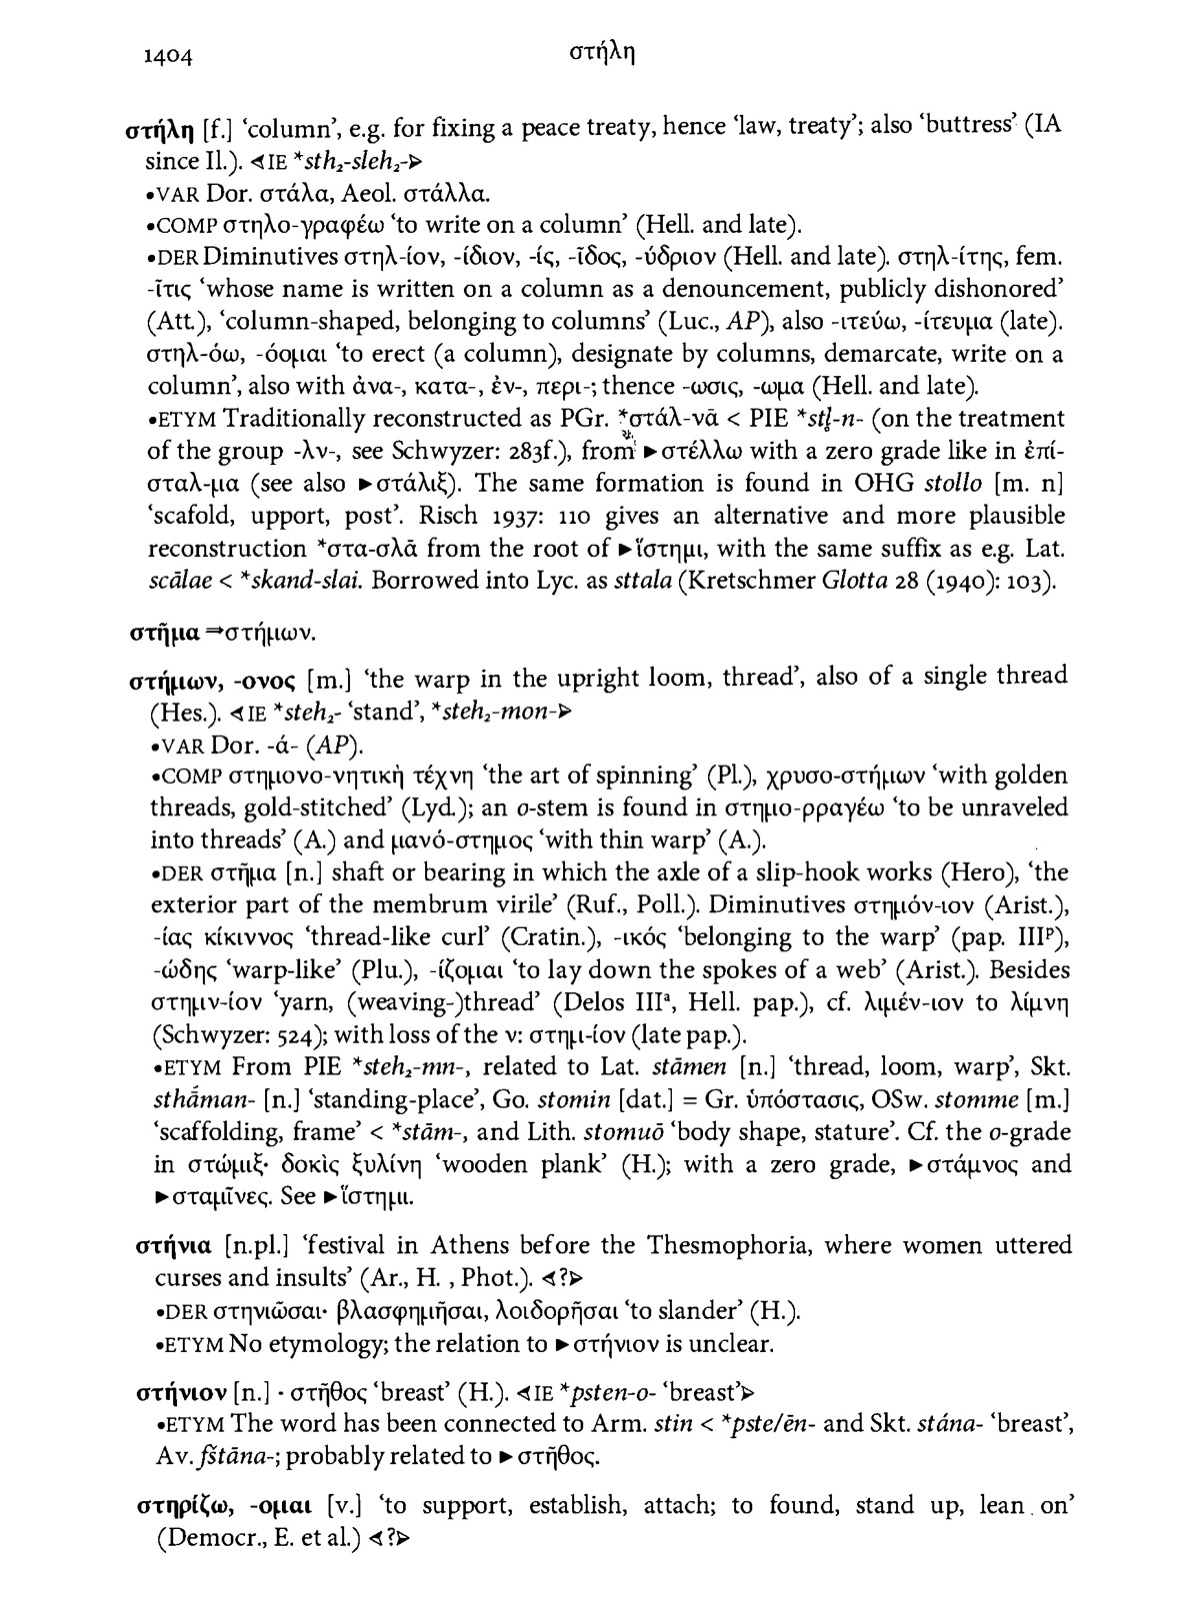 1404
στήλη
στήλη [f.] ‘column’, e.g. for fixing a peace treaty, hence ‘law, treaty’; also ‘buttress’ (IA
since Il.). ⊲IE *sth₂-sleh₂-⊳
•VAR Dor. στάλα, Aeol. στάλλα.
•COMP στηλο-γραφέω ‘to write on a column’ (Hell. and late).
•DER Diminutives στηλ-ίον, -ίδιον, -ίς, -ῖδος, -ύδριον (Hell. and late). στηλ-ίτης, fem.
-ῖτις ‘whose name is written on a column as a denouncement, publicly dishonored’
(Att.), ‘column-shaped, belonging to columns’ (Luc., AP), also -ιτεύω, -ίτευμα (late).
στηλ-όω, -όομαι ‘to erect (a column), designate by columns, demarcate, write on a
column’, also with ἀνα-, κατα-, ἐν-, περι-; thence -ωσις, -ωμα (Hell. and late).
•ETYM Traditionally reconstructed as PGr. *στάλ-νᾱ < PIE *stl̥-n- (on the treatment
of the group -λν-, see Schwyzer: 283f.), from ►στέλλω with a zero grade like in ἐπί-
σταλ-μα (see also ►στάλιξ). The same formation is found in OHG stollo [m. n]
‘scafold, upport, post’. Risch 1937: 110 gives an alternative and more plausible
reconstruction *στα-σλᾱ from the root of ►ἵστημι, with the same suffix as e.g. Lat.
scālae < *skand-slai. Borrowed into Lyc. as sttala (Kretschmer Glotta 28 (1940): 103).
στῆμα ⇒στήμων.
στήμων, -ονος [m.] ‘the warp in the upright loom, thread’, also of a single thread
(Hes.). ⊲IE *steh₂- ‘stand’, *steh₂-mon-⊳
•VAR Dor. -ά- (AP).
•COMP στημονο-νητικὴ τέχνη ‘the art of spinning’ (Pl.), χρυσο-στήμων ‘with golden
threads, gold-stitched’ (Lyd.); an o-stem is found in στημο-ρραγέω ‘to be unraveled
into threads’ (A.) and μανό-στημος ‘with thin warp’ (A.).
•DER στῆμα [n.] shaft or bearing in which the axle of a slip-hook works (Hero), ‘the
exterior part of the membrum virile’ (Ruf., Poll.). Diminutives στημόν-ιον (Arist.),
-ίας κίκιννος ‘thread-like curl’ (Cratin.), -ικός ‘belonging to the warp’ (pap. IIIᵖ),
-ώδης ‘warp-like’ (Plu.), -ίζομαι ‘to lay down the spokes of a web’ (Arist.). Besides
στημιν-ίον ‘yarn, (weaving-)thread’ (Delos IIIᵃ, Hell. pap.), cf. λιμέν-ιον to λίμνη
(Schwyzer: 524); with loss of the ν: στημ-ίον (late pap.).
•ETYM From PIE *steh₂-mn-, related to Lat. stāmen [n.] ‘thread, loom, warp’, Skt.
sthā́man- [n.] ‘standing-place’, Go. stomin [dat.] = Gr. ὑπόστασις, OSw. stomme [m.]
‘scaffolding, frame’ < *stām-, and Lith. stomuõ ‘body shape, stature’. Cf. the o-grade
in στώμιξ· δοκὶς ξυλίνη ‘wooden plank’ (H.); with a zero grade, ►στάμνος and
►σταμῖνες. See ►ἵστημι.
στήνια [n.pl.] ‘festival in Athens before the Thesmophoria, where women uttered
curses and insults’ (Ar., H. , Phot.). ⊲?⊳
•DER στηνιῶσαι· βλασφημῆσαι, λοιδορῆσαι ‘to slander’ (H.).
•ETYM No etymology; the relation to ►στήνιον is unclear.
στήνιον [n.] · στῆθος ‘breast’ (H.). ⊲IE *psten-o- ‘breast’⊳
•ETYM The word has been connected to Arm. stin < *pste/ēn- and Skt. stána- ‘breast’,
Av. fštāna-; probably related to ►στῆθος.
στηρίζω, -ομαι [v.] ‘to support, establish, attach; to found, stand up, lean on’
(Democr., E. et al.) ⊲?⊳